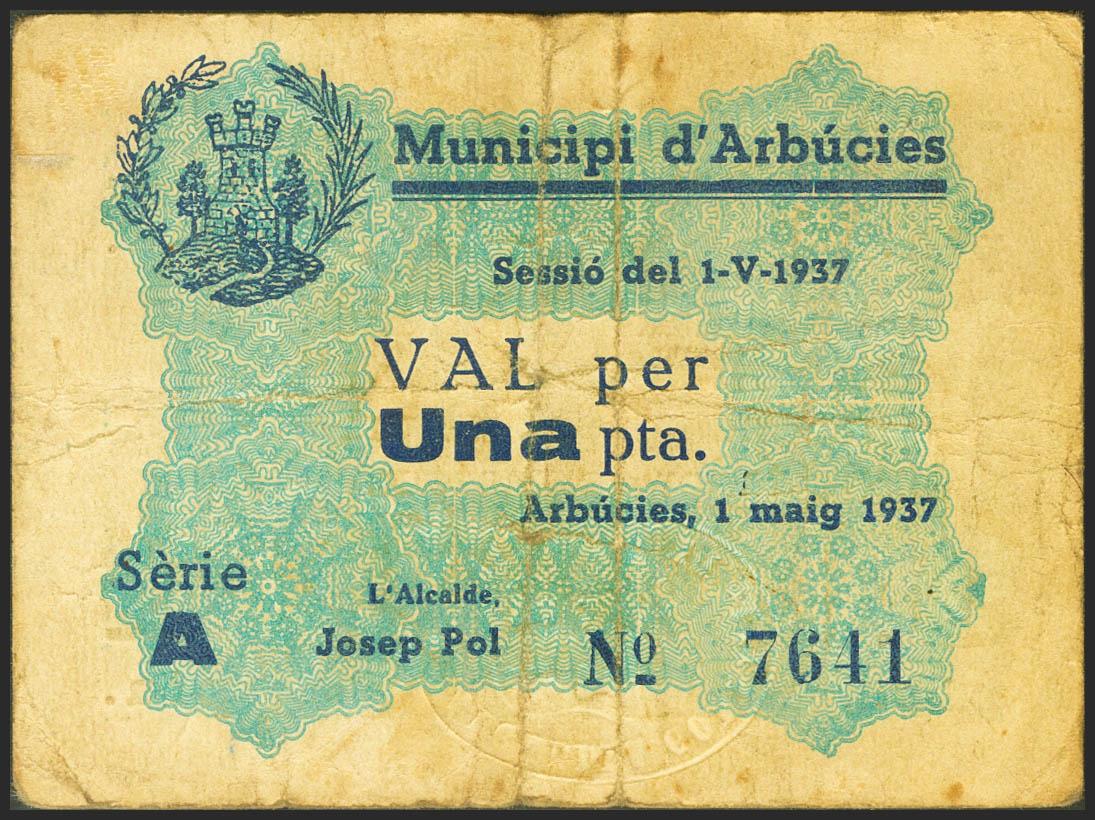 Municipi d'Arbúcies
Sessió del 1-V-1937
VAL per
Una pta.
Arbúcies, 1 maig 1937
Sèrie
A
L'Alcalde,
Josep Pol
Nº 7641